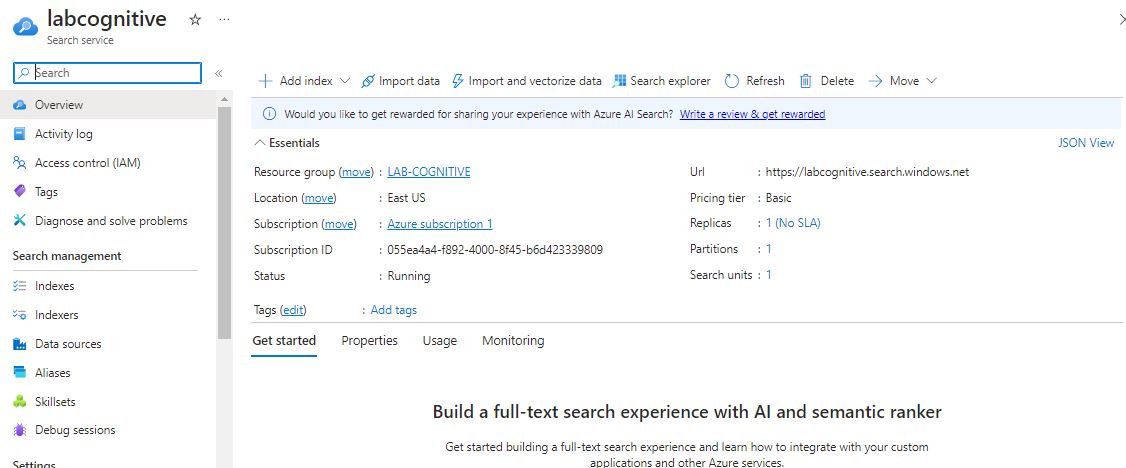 labcognitive
Search service
Search
Overview
Activity log
Access control (IAM)
Tags
Diagnose and solve problems
Search management
Indexes
Indexers
Data sources
Aliases
Skillsets
Debug sessions
Settings
Add index
Import data
Import and vectorize data
Search explorer
Refresh
Delete
Move
Would you like to get rewarded for sharing your experience with Azure AI Search? Write a review & get rewarded
Essentials
JSON View
Resource group (move) : LAB-COGNITIVE
Location (move) : East US
Subscription (move) : Azure subscription 1
Subscription ID : 055ea4a4-f892-4000-8f45-b6d423339809
Status : Running
Url : https://labcognitive.search.windows.net
Pricing tier : Basic
Replicas : 1 (No SLA)
Partitions : 1
Search units : 1
Tags (edit) : Add tags
Get started
Properties
Usage
Monitoring
Build a full-text search experience with AI and semantic ranker
Get started building a full-text search experience and learn how to integrate with your custom
applications and other Azure services.